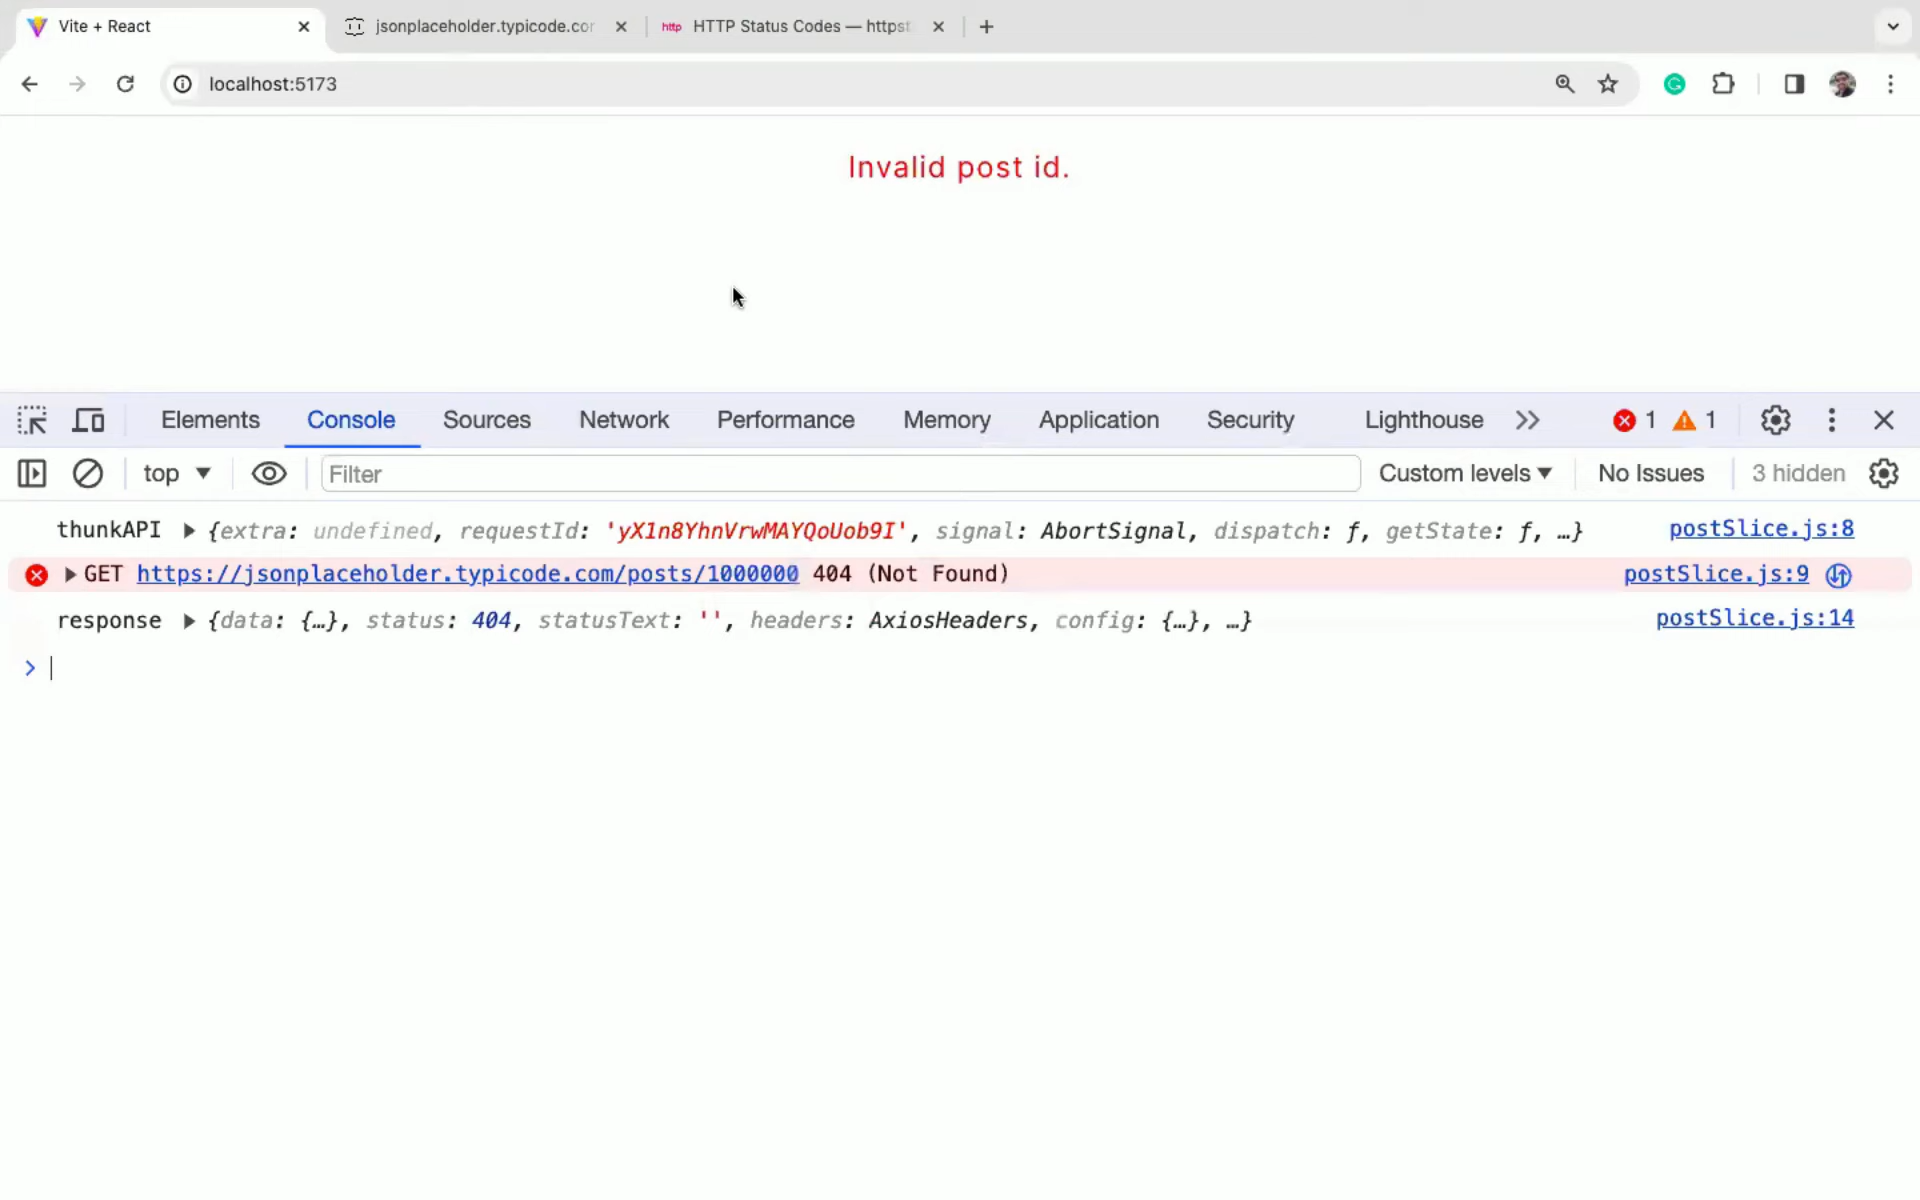 Vite + React
jsonplaceholder.typicode.cor
http HTTP Status Codes — httpst
localhost:5173
Invalid post id.
Elements Console Sources Network Performance Memory Application Security Lighthouse 1 1
top Filter Custom levels No Issues 3 hidden
thunkAPI {extra: undefined, requestId: 'yX1n8YhnVrwMAYQoUob9I', signal: AbortSignal, dispatch: ƒ, getState: ƒ, …} postSlice.js:8
GET https://jsonplaceholder.typicode.com/posts/1000000 404 (Not Found) postSlice.js:9
response {data: {…}, status: 404, statusText: '', headers: AxiosHeaders, config: {…}, …} postSlice.js:14